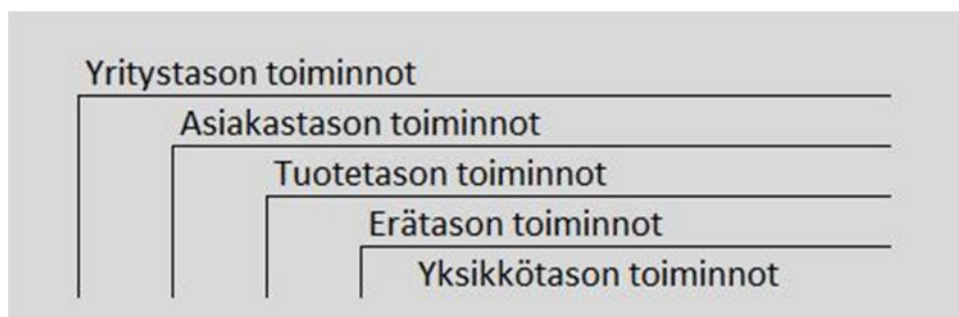 Yritystason toiminnot
Asiakastason toiminnot
Tuotetason toiminnot
Erätason toiminnot
Yksikkötason toiminnot